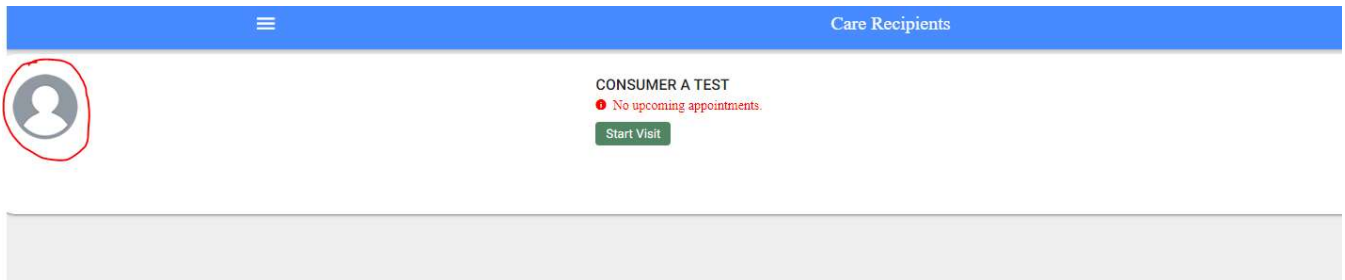 Care Recipients
CONSUMER A TEST
No upcoming appointments.
Start Visit